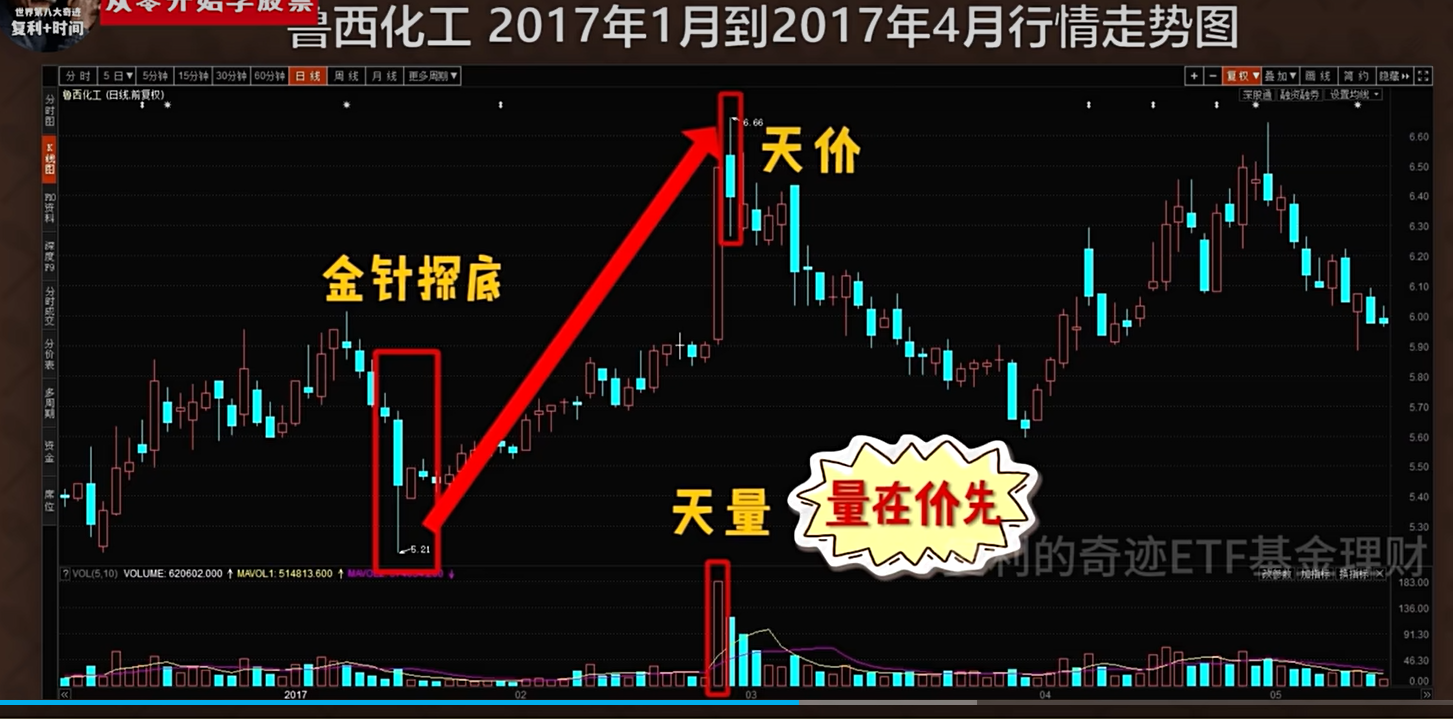 世界第八大奇迹
复利+时间
从零开始学股票
鲁西化工 2017年1月到2017年4月行情走势图
分时 5日▼ 5分钟 15分钟 30分钟 60分钟 日线 周线 月线 更多周期▼
+ − 复权▼ 叠加▼ 画线 简约 隐藏
鲁西化工 (日线.前复权)
深股通 融资融券 设置均线
分时图
K线图
F10资料
深度F9
分时成交
分价表
多周期
资金
席位
6.66
天价
金针探底
5.21
天量
量在价先
利的奇迹ETF基金理财
6.60
6.50
6.40
6.30
6.20
6.10
6.00
5.90
5.80
5.70
5.60
5.50
5.40
5.30
? VOL(5,10) VOLUME: 620602.000 ↑ MAVOL1: 514813.600 ↑
改参数 加指标 换指标 ×
183.00
136.00
91.30
46.30
0.00
2017 02 03 04 05